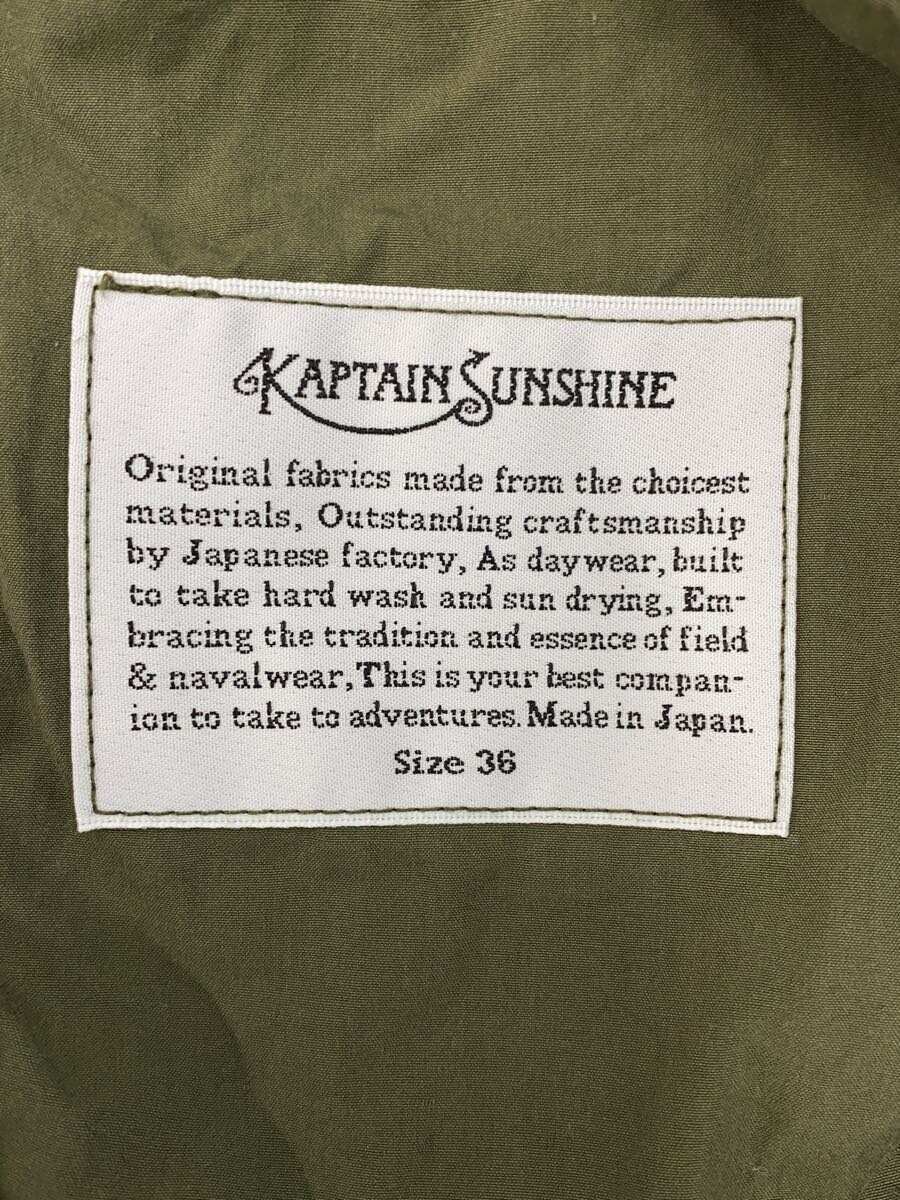 KAPTAIN SUNSHINE
Original fabrics made from the choicest
materials, Outstanding craftsmanship
by Japanese factory, As daywear, built
to take hard wash and sun drying, Em-
bracing the tradition and essence of field
& navalwear, This is your best compan-
ion to take to adventures. Made in Japan.
Size 36